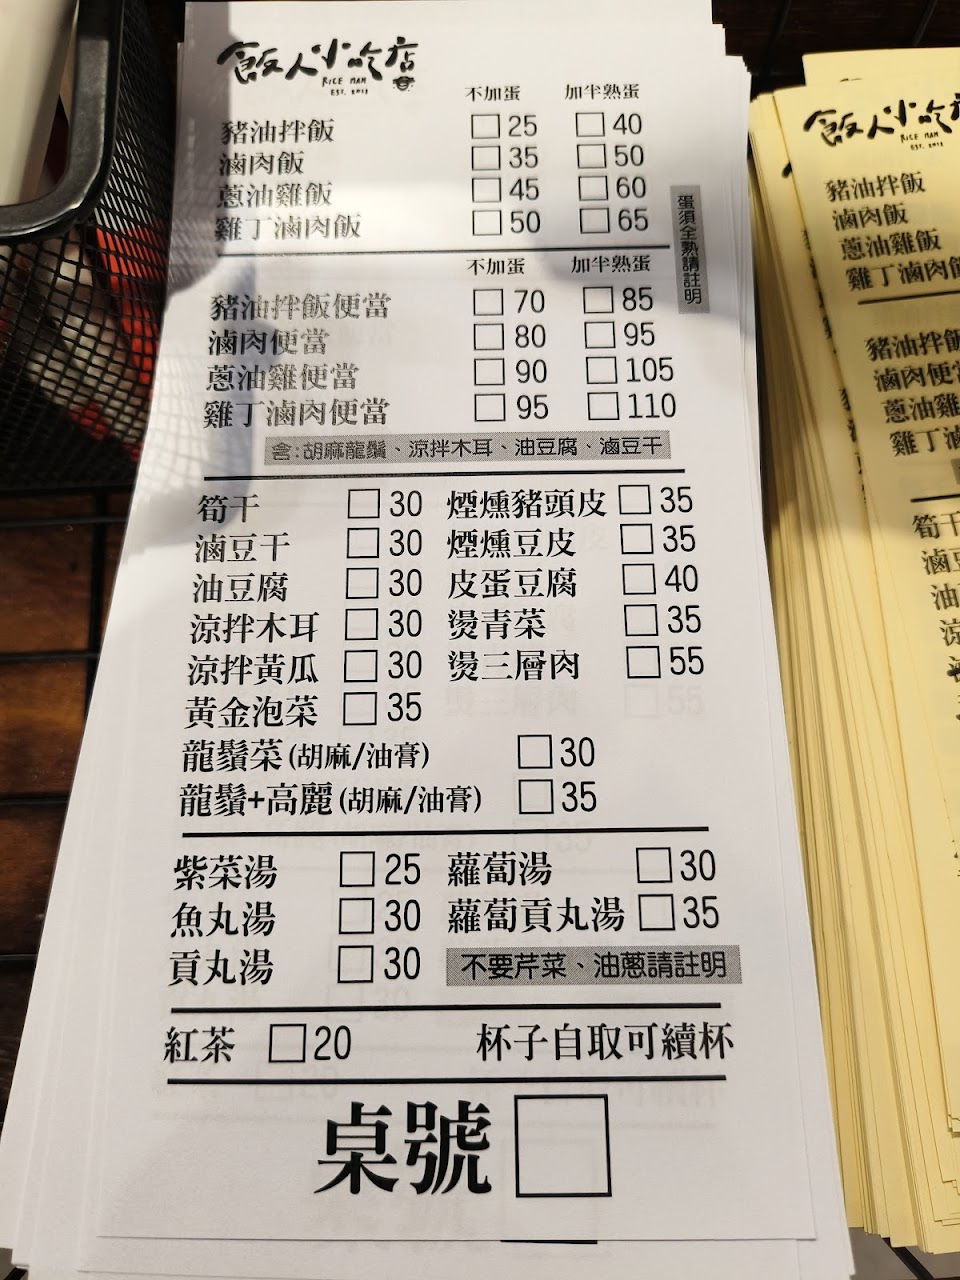 飯人小吃店
RICE MAN
EST. 2013
不加蛋 加半熟蛋
豬油拌飯 □ 25 □ 40
滷肉飯 □ 35 □ 50
蔥油雞飯 □ 45 □ 60
雞丁滷肉飯 □ 50 □ 65
蛋須全熟請註明
不加蛋 加半熟蛋
豬油拌飯便當 □ 70 □ 85
滷肉便當 □ 80 □ 95
蔥油雞便當 □ 90 □ 105
雞丁滷肉便當 □ 95 □ 110
含:胡麻龍鬚、涼拌木耳、油豆腐、滷豆干
筍干 □ 30 煙燻豬頭皮 □ 35
滷豆干 □ 30 煙燻豆皮 □ 35
油豆腐 □ 30 皮蛋豆腐 □ 40
涼拌木耳 □ 30 燙青菜 □ 35
涼拌黃瓜 □ 30 燙三層肉 □ 55
黃金泡菜 □ 35
龍鬚菜(胡麻/油膏) □ 30
龍鬚+高麗(胡麻/油膏) □ 35
紫菜湯 □ 25 蘿蔔湯 □ 30
魚丸湯 □ 30 蘿蔔貢丸湯 □ 35
貢丸湯 □ 30 不要芹菜、油蔥請註明
紅茶 □ 20 杯子自取可續杯
桌號 □
飯人小吃店
RICE MAN
EST. 2013
豬油拌飯
滷肉飯
蔥油雞飯
雞丁滷肉飯
豬油拌飯
滷肉便
蔥油雞
雞丁滷
筍干
滷
油